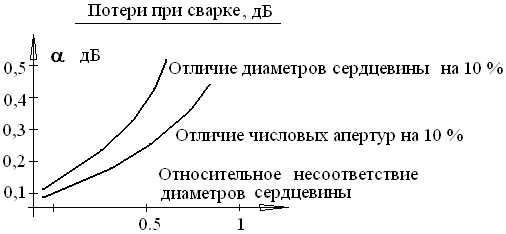 Потери при сварке, дБ
α дБ
0,5
Отличие диаметров сердцевины на 10 %
0,4
0,3
Отличие числовых апертур на 10 %
0,2
Относительное несоответствие
диаметров сердцевины
0,1
0.5 1